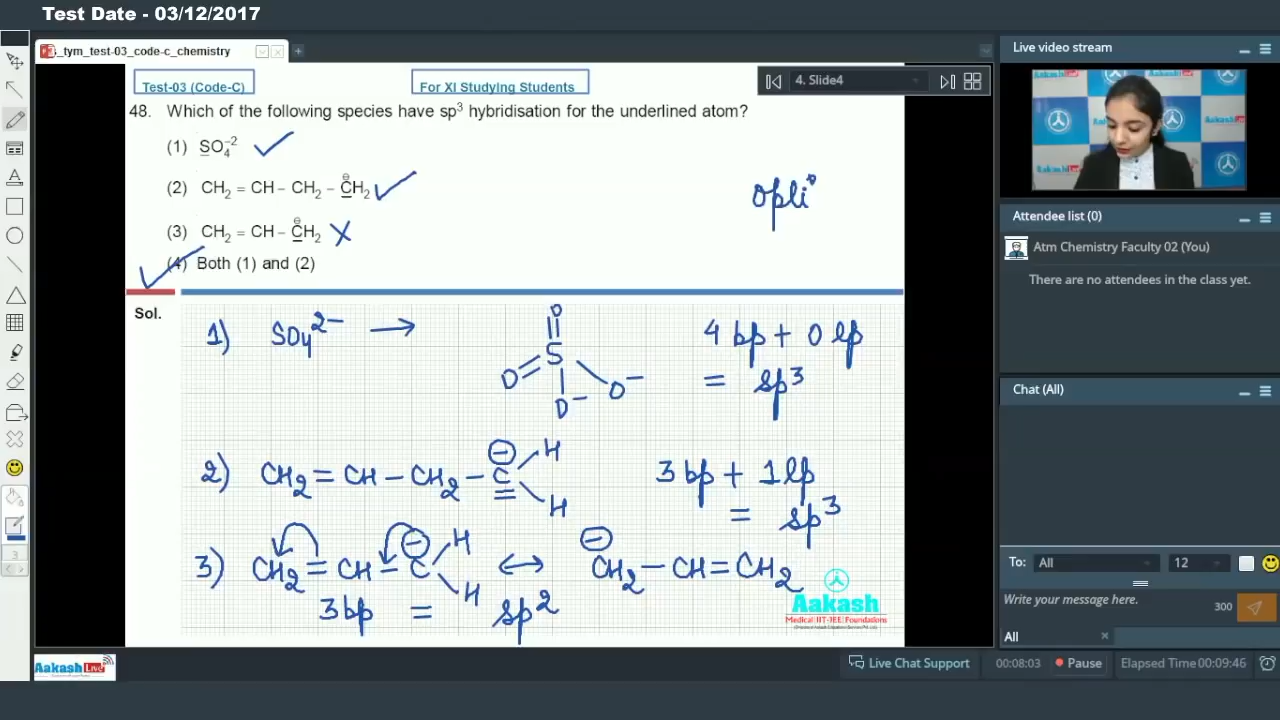 Test Date - 03/12/2017
s_tym_test-03_code-c_chemistry
Live video stream
Test-03 (Code-C)
For XI Studying Students
4. Slide4
48. Which of the following species have sp³ hybridisation for the underlined atom?
(1) SO₄⁻²
(2) CH₂ = CH – CH₂ – C⊖H₂
(3) CH₂ = CH – C⊖H₂
(4) Both (1) and (2)
opti
Sol.
1) SO₄²⁻ →
O
S
O
O⁻
O⁻
4 bp + 0 lp
= sp³
2) CH₂ = CH – CH₂ – C⊖
H
H
3 bp + 1 lp
= sp³
3) CH₂ = CH – C⊖
H
H
↔ ⊖CH₂ – CH = CH₂
3bp = sp²
Aakash
Medical|IIT-JEE|Foundations
Attendee list (0)
Atm Chemistry Faculty 02 (You)
There are no attendees in the class yet.
Chat (All)
To: All 12
Write your message here.
300
All
3
Aakash Live
Live Chat Support
00:08:03
Pause
Elapsed Time 00:09:46